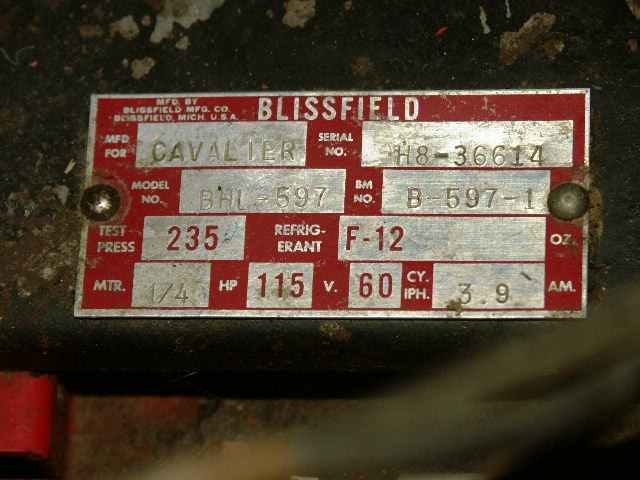 MFD. BY
BLISSFIELD MFG. CO.
BLISSFIELD, MICH. U.S.A.
BLISSFIELD
MFD FOR CAVALIER SERIAL NO. H8-36614
MODEL NO. BHL-597 BM NO. B-597-1
TEST PRESS 235 REFRIG-ERANT F-12 OZ.
MTR. 1/4 HP 115 V. 60 CY. IPH. 3.9 AM.